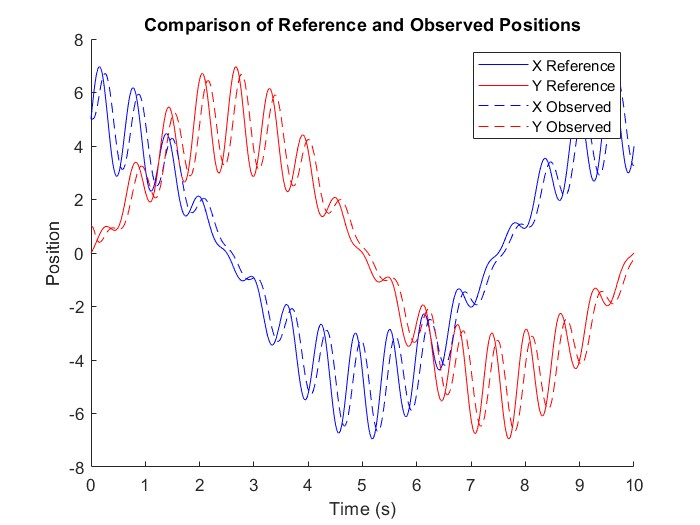 Comparison of Reference and Observed Positions
8
6
4
2
0
-2
-4
-6
-8
Position
X Reference
Y Reference
X Observed
Y Observed
0 1 2 3 4 5 6 7 8 9 10
Time (s)